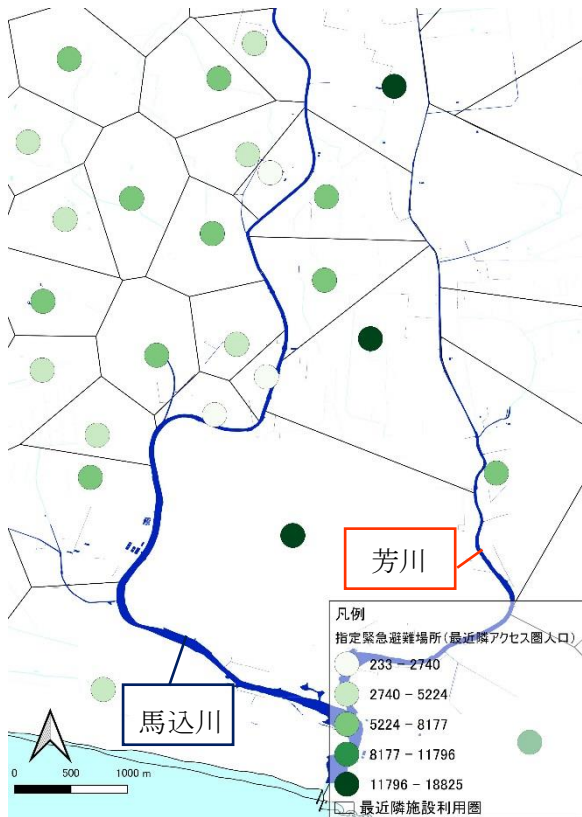 芳川
凡例
指定緊急避難場所(最近隣アクセス圏人口)
233 - 2740
2740 - 5224
5224 - 8177
8177 - 11796
11796 - 18825
最近隣施設利用圏
馬込川
0 500 1000 m